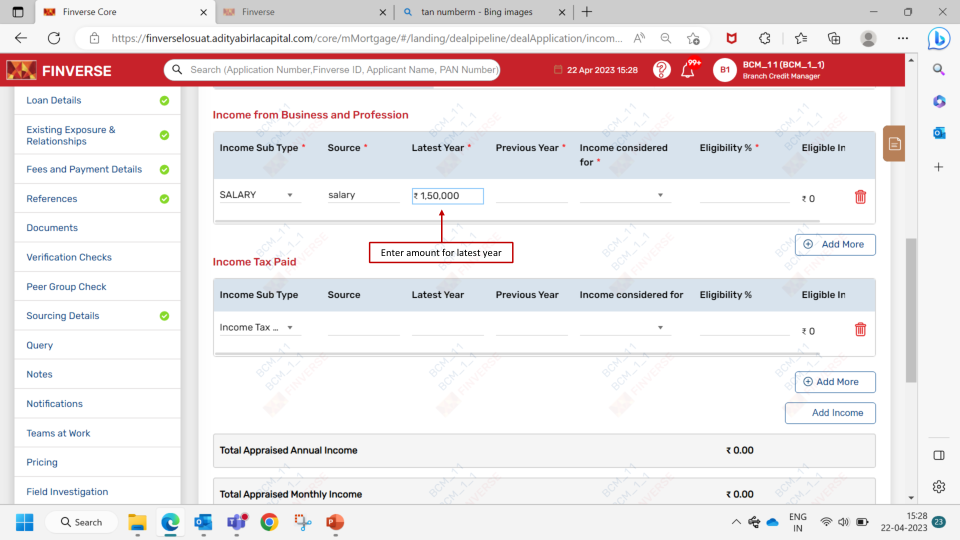 Finverse Core
Finverse
tan numberm - Bing images
https://finverselosuat.adityabirlacapital.com/core/mMortgage/#/landing/dealpipeline/dealApplication/incom...
FINVERSE
Search (Application Number,Finverse ID, Applicant Name, PAN Number)
22 Apr 2023 15:28
99+
B1
BCM_11 (BCM_1_1)
Branch Credit Manager
Loan Details
Existing Exposure &
Relationships
Fees and Payment Details
References
Documents
Verification Checks
Peer Group Check
Sourcing Details
Query
Notes
Notifications
Teams at Work
Pricing
Field Investigation
Income from Business and Profession
Income Sub Type * Source * Latest Year * Previous Year * Income considered for * Eligibility % * Eligible In
SALARY salary ₹ 1,50,000 ₹ 0
Add More
Enter amount for latest year
Income Tax Paid
Income Sub Type Source Latest Year Previous Year Income considered for Eligibility % Eligible In
Income Tax ... ₹ 0
Add More
Add Income
Total Appraised Annual Income ₹ 0.00
Total Appraised Monthly Income ₹ 0.00
BCM_11
BCM_1_1
FINVERSE
Search
ENG
IN
15:28
22-04-2023
23